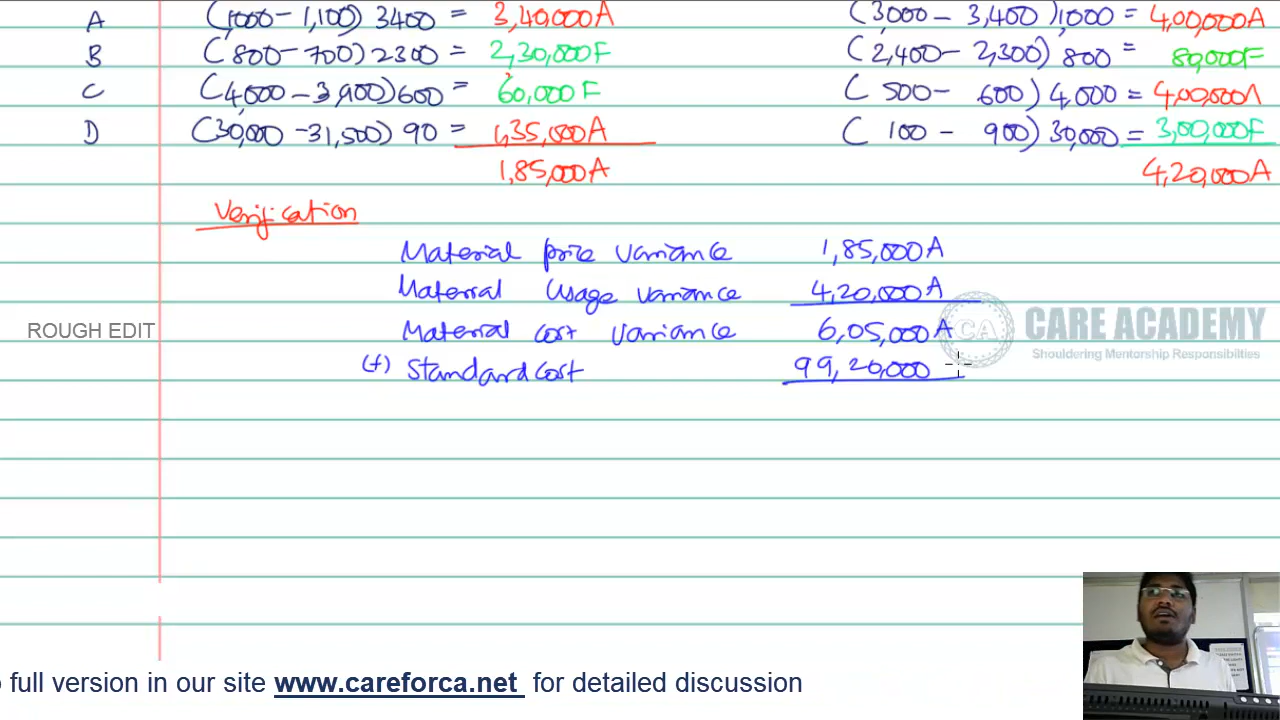 A (1000 - 1,100) 3400 = 3,40,000A (3000 - 3,400) 1000 = 4,00,000A
B (800 - 700) 2300 = 2,30,000F (2,400 - 2,300) 800 = 80,000F
C (4,000 - 3,900) 600 = 60,000F (500 - 600) 4,000 = 4,00,000A
D (30,000 - 31,500) 90 = 1,35,000A (100 - 900) 30,000 = 3,00,000F
1,85,000A 4,20,000A
Verification
Material price variance 1,85,000A
Material usage variance 4,20,000A
Material cost variance 6,05,000A
(+) Standard cost 99,20,000
ROUGH EDIT
CA
CARE ACADEMY
Shouldering Mentorship Responsibilities
full version in our site www.careforca.net for detailed discussion